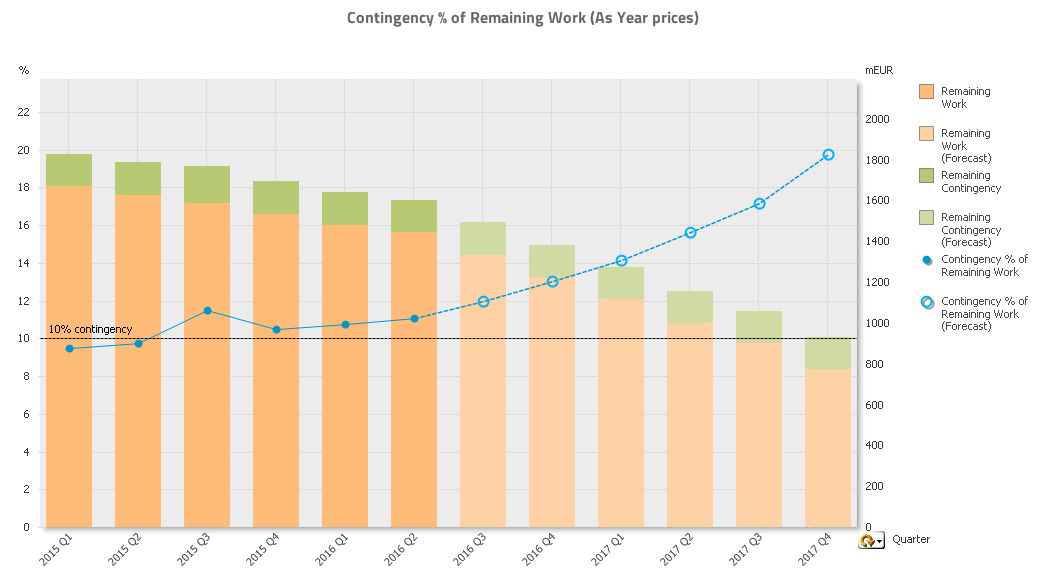 Contingency % of Remaining Work (As Year prices)
%
mEUR
22
20
18
16
14
12
10
8
6
4
2
0
10% contingency
2000
1800
1600
1400
1200
1000
800
600
400
200
0
2015 Q1
2015 Q2
2015 Q3
2015 Q4
2016 Q1
2016 Q2
2016 Q3
2016 Q4
2017 Q1
2017 Q2
2017 Q3
2017 Q4
Quarter
Remaining
Work
Remaining
Work
(Forecast)
Remaining
Contingency
Remaining
Contingency
(Forecast)
Contingency % of
Remaining Work
Contingency % of
Remaining Work
(Forecast)